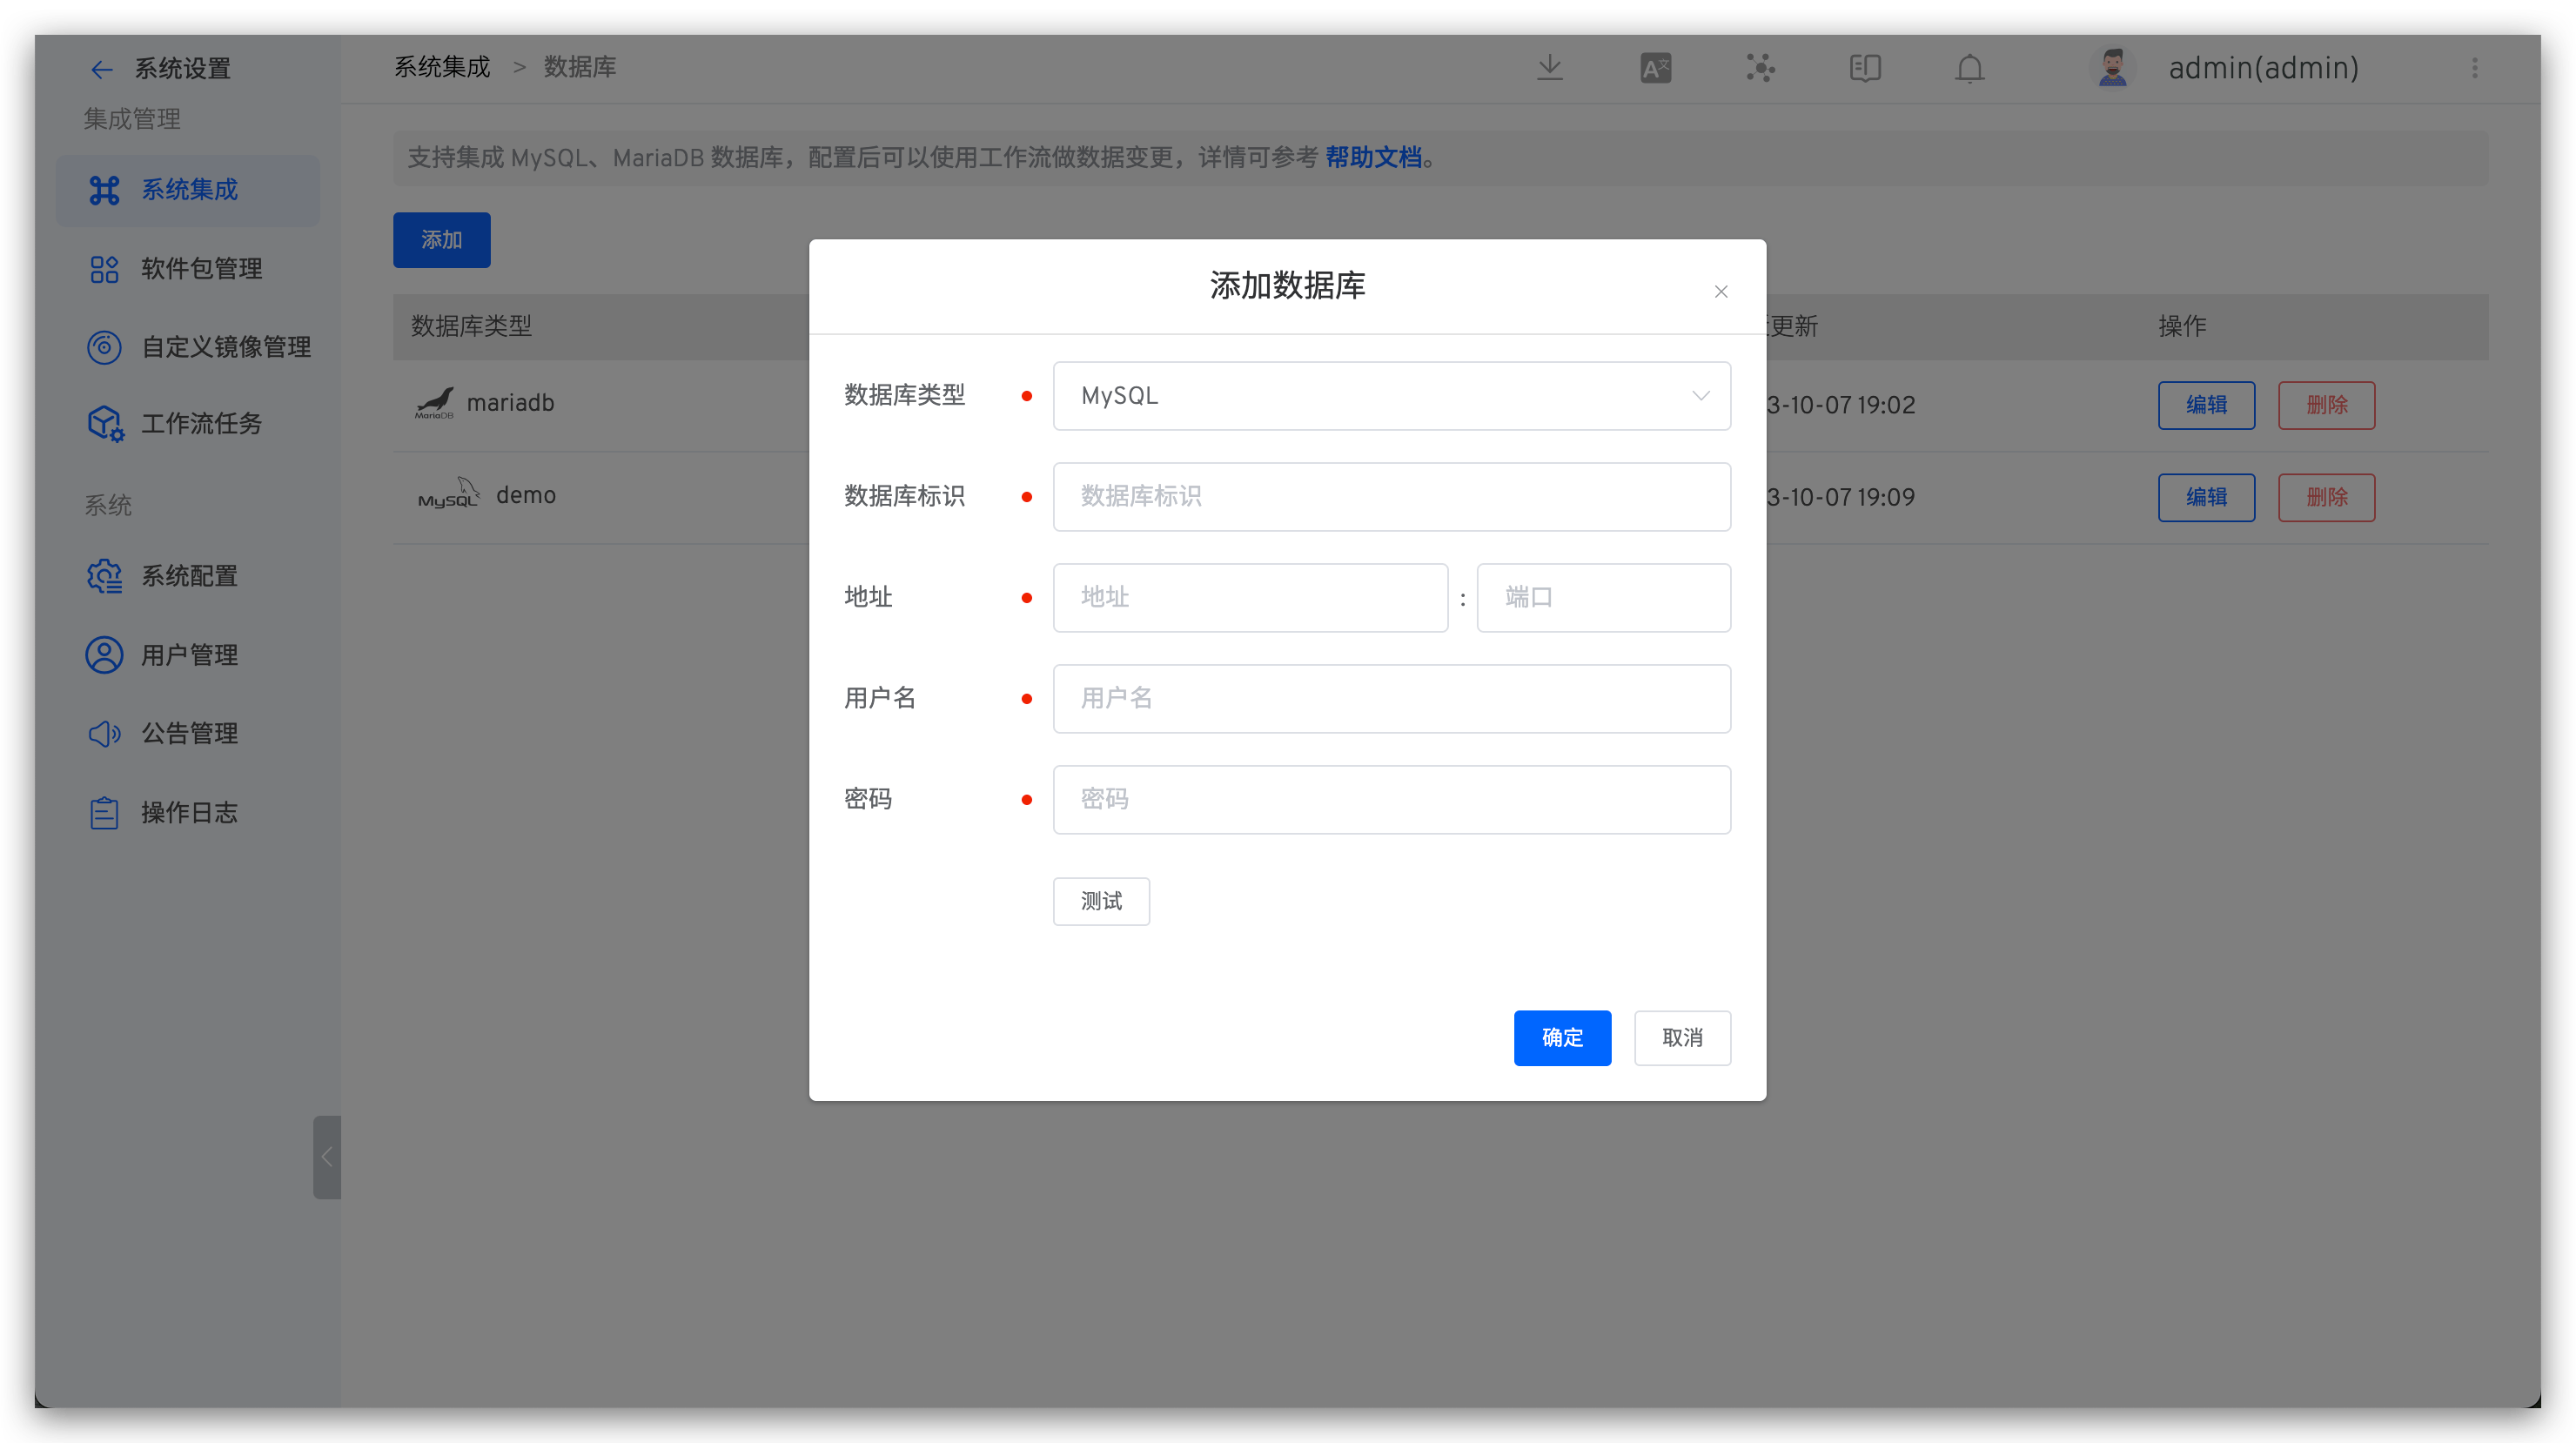 系统设置
集成管理
系统集成
软件包管理
自定义镜像管理
工作流任务
系统
系统配置
用户管理
公告管理
操作日志
系统集成 > 数据库
admin(admin)
支持集成 MySQL、MariaDB 数据库，配置后可以使用工作流做数据变更，详情可参考 帮助文档。
添加
数据库类型 更新 操作
MariaDB mariadb 3-10-07 19:02 编辑 删除
MySQL demo 3-10-07 19:09 编辑 删除
添加数据库
数据库类型 MySQL
数据库标识 数据库标识
地址 地址 : 端口
用户名 用户名
密码 密码
测试
确定 取消